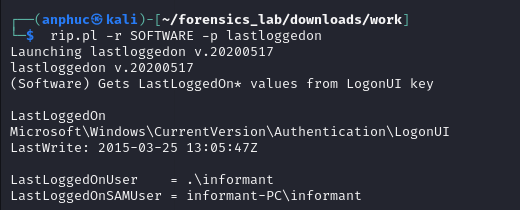 ┌──(anphuc㉿kali)-[~/forensics_lab/downloads/work]
└─$ rip.pl -r SOFTWARE -p lastloggedon
Launching lastloggedon v.20200517
lastloggedon v.20200517
(Software) Gets LastLoggedOn* values from LogonUI key

LastLoggedOn
Microsoft\Windows\CurrentVersion\Authentication\LogonUI
LastWrite: 2015-03-25 13:05:47Z

LastLoggedOnUser    = .\informant
LastLoggedOnSAMUser = informant-PC\informant